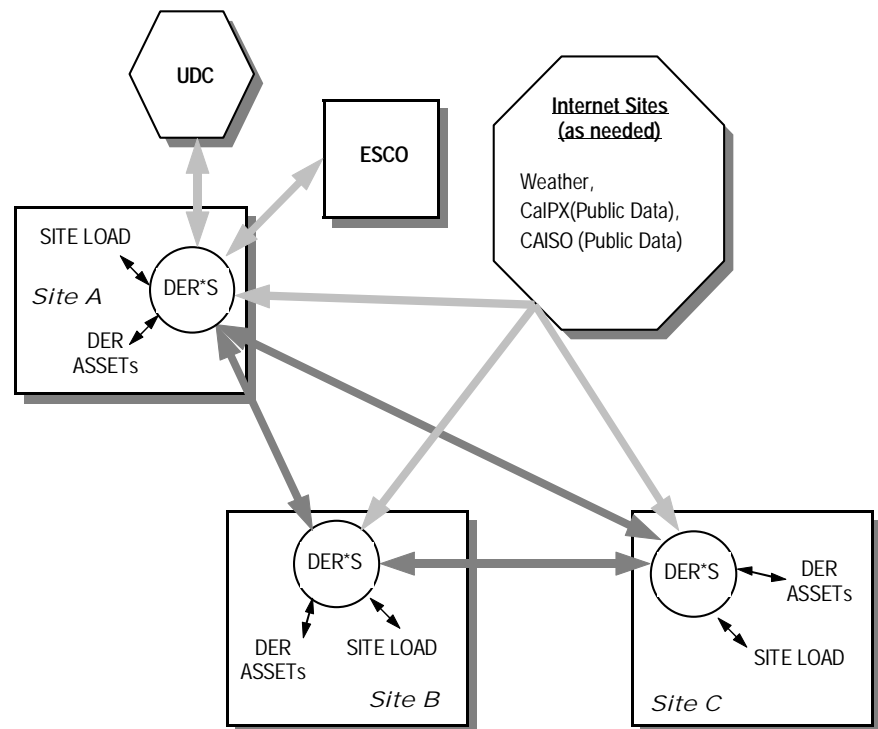 UDC
ESCO
Internet Sites
(as needed)
Weather,
CalPX(Public Data),
CAISO (Public Data)
SITE LOAD
DER*S
Site A
DER
ASSETs
DER*S
DER
ASSETs
SITE LOAD
Site B
DER*S
DER
ASSETs
SITE LOAD
Site C